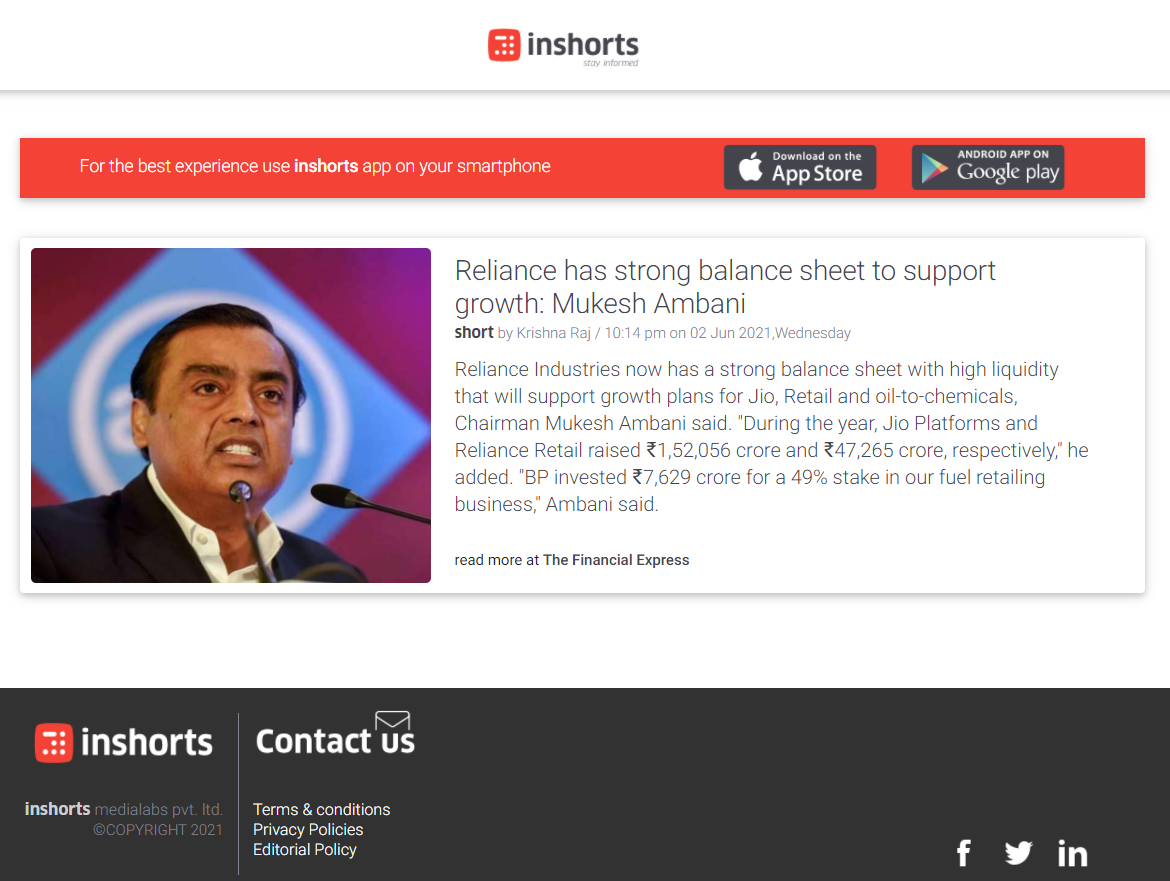 inshorts
stay informed
For the best experience use inshorts app on your smartphone
Download on the
App Store
ANDROID APP ON
Google play
Reliance has strong balance sheet to support
growth: Mukesh Ambani
short by Krishna Raj / 10:14 pm on 02 Jun 2021,Wednesday
Reliance Industries now has a strong balance sheet with high liquidity
that will support growth plans for Jio, Retail and oil-to-chemicals,
Chairman Mukesh Ambani said. "During the year, Jio Platforms and
Reliance Retail raised ₹1,52,056 crore and ₹47,265 crore, respectively," he
added. "BP invested ₹7,629 crore for a 49% stake in our fuel retailing
business," Ambani said.
read more at The Financial Express
inshorts
inshorts medialabs pvt. ltd.
©COPYRIGHT 2021
Contact us
Terms & conditions
Privacy Policies
Editorial Policy
f
in